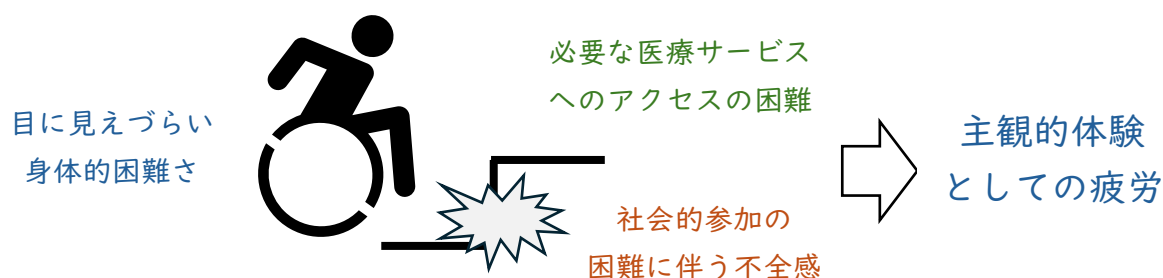 目に見えづらい
身体的困難さ
必要な医療サービス
へのアクセスの困難
社会的参加の
困難に伴う不全感
主観的体験
としての疲労